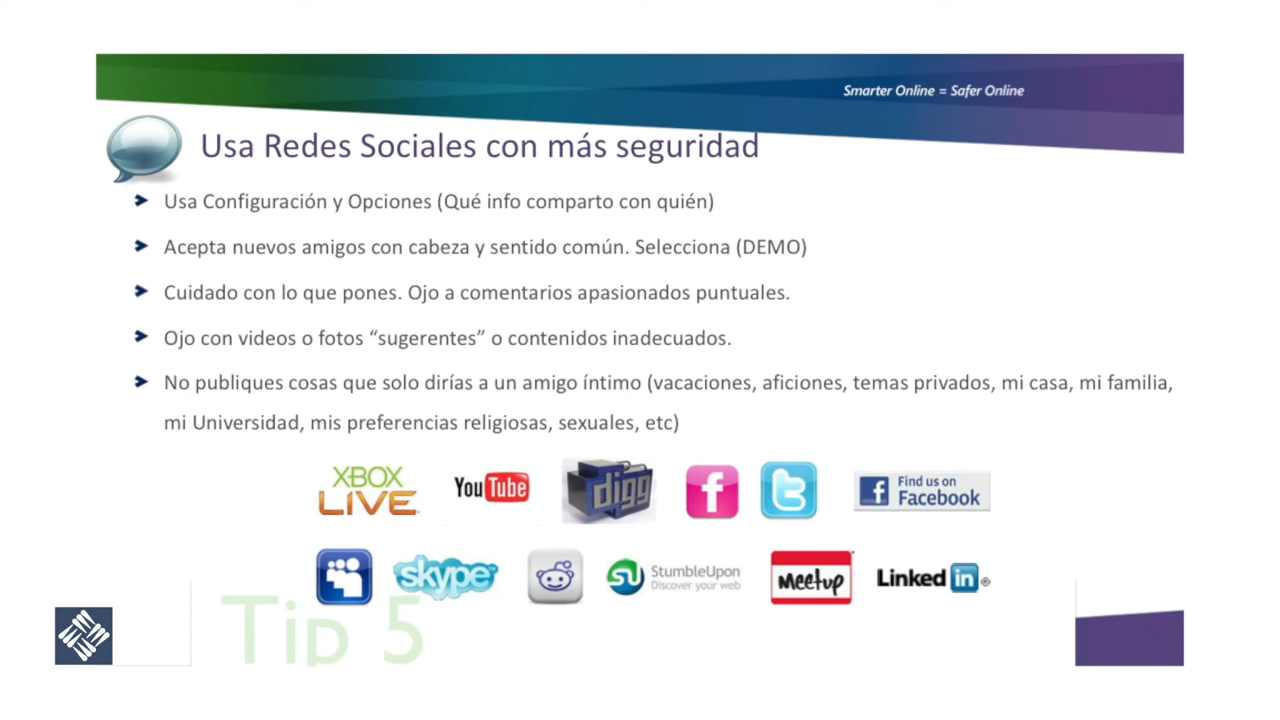 Smarter Online = Safer Online
Usa Redes Sociales con más seguridad
Usa Configuración y Opciones (Qué info comparto con quién)
Acepta nuevos amigos con cabeza y sentido común. Selecciona (DEMO)
Cuidado con lo que pones. Ojo a comentarios apasionados puntuales.
Ojo con videos o fotos “sugerentes” o contenidos inadecuados.
No publiques cosas que solo dirías a un amigo íntimo (vacaciones, aficiones, temas privados, mi casa, mi familia,
mi Universidad, mis preferencias religiosas, sexuales, etc)
XBOX
LIVE
YouTube
digg
f
t
f Find us on
Facebook
skype
StumbleUpon
Discover your web
Meetup
Linked in®
Tip 5